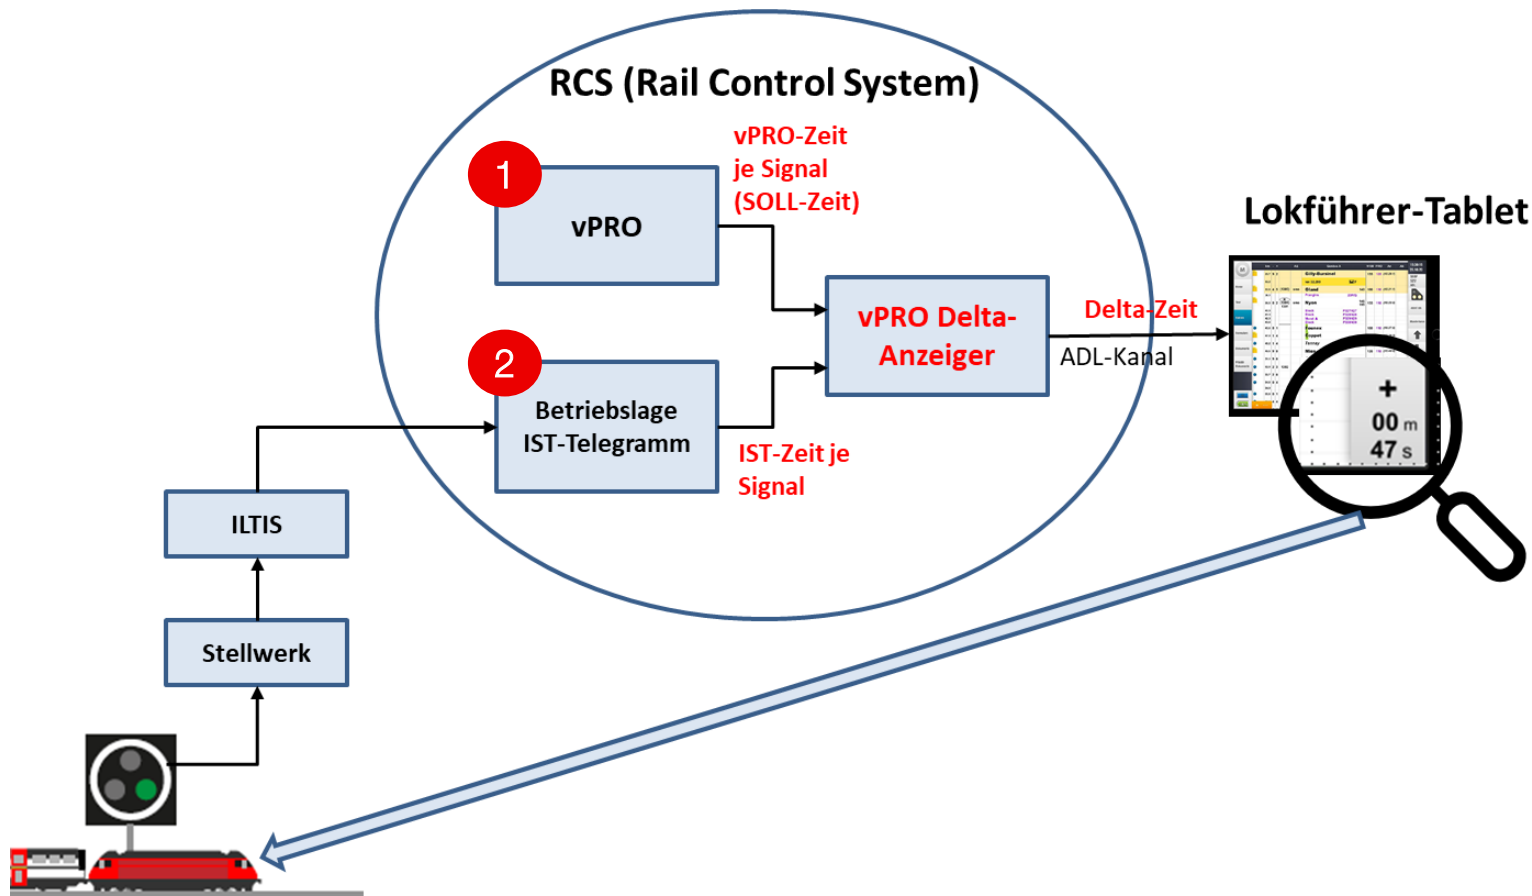 RCS (Rail Control System)
vPRO-Zeit
je Signal
(SOLL-Zeit)
1
vPRO
Lokführer-Tablet
vPRO Delta-
Anzeiger
Delta-Zeit
ADL-Kanal
2
Betriebslage
IST-Telegramm
IST-Zeit je
Signal
+
00 m
47 s
ILTIS
Stellwerk